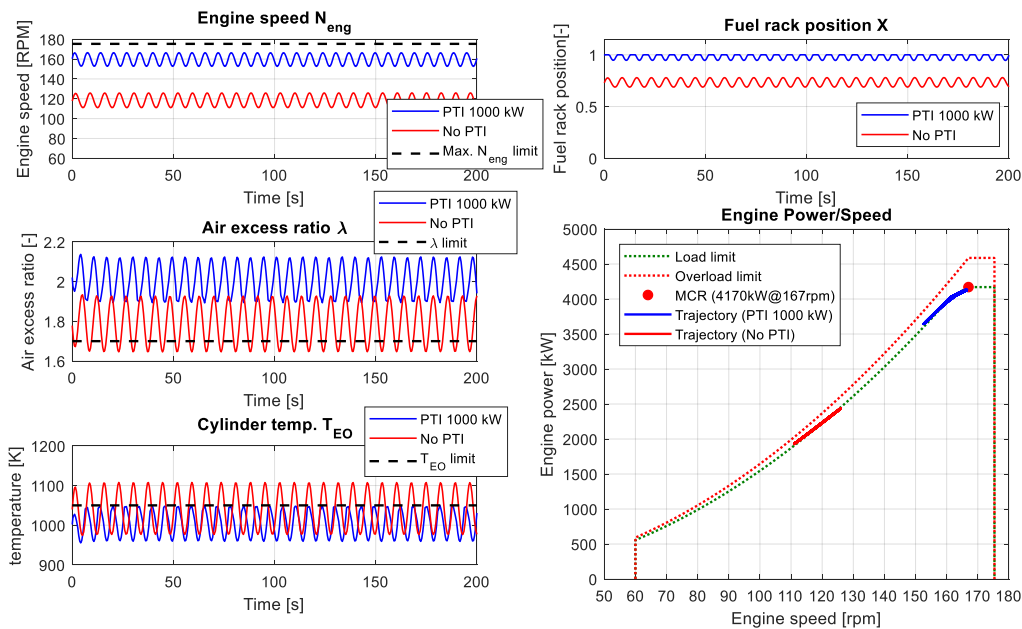 Engine speed N_eng
Engine speed [RPM]
180
160
140
120
100
80
60
0
50
100
150
200
Time [s]
PTI 1000 kW
No PTI
Max. N_eng limit
Fuel rack position X
Fuel rack position[-]
1
0.5
0
0
50
100
150
200
Time [s]
PTI 1000 kW
No PTI
Air excess ratio λ
Air excess ratio [-]
2.2
2
1.8
1.6
0
50
100
150
200
Time [s]
PTI 1000 kW
No PTI
λ limit
Cylinder temp. T_EO
temperature [K]
1200
1100
1000
900
0
50
100
150
200
Time [s]
PTI 1000 kW
No PTI
T_EO limit
Engine Power/Speed
Engine power [kW]
5000
4500
4000
3500
3000
2500
2000
1500
1000
500
0
50
60
70
80
90
100
110
120
130
140
150
160
170
180
Engine speed [rpm]
Load limit
Overload limit
MCR (4170kW@167rpm)
Trajectory (PTI 1000 kW)
Trajectory (No PTI)